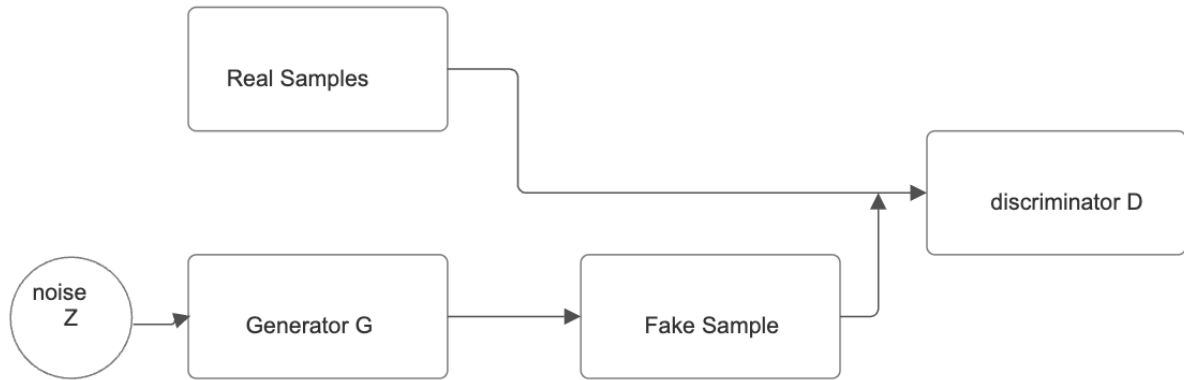 Real Samples
discriminator D
noise
Z
Generator G
Fake Sample